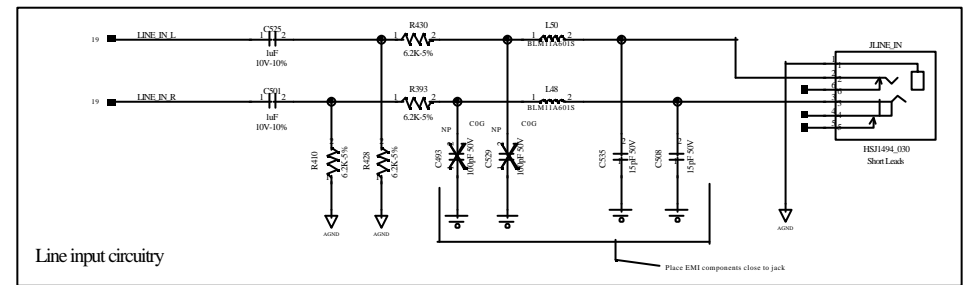 C525
R430
L50
19
LINE_IN_L
1
2
1
2
1
2
1uF
10V-10%
6.2K-5%
BLM11A601S
JLINE_IN
C501
R393
L48
19
LINE_IN_R
1
2
1
2
1
2
1uF
10V-10%
6.2K-5%
BLM11A601S
NP
C0G
NP
C0G
R410
6.2K-5%
R428
6.2K-5%
C493
100pF 50V
C529
100pF 50V
C535
15pF 50V
C508
15pF 50V
HSJ1494_030
Short Leads
AGND
AGND
AGND
Line input circuitry
Place EMI components close to jack